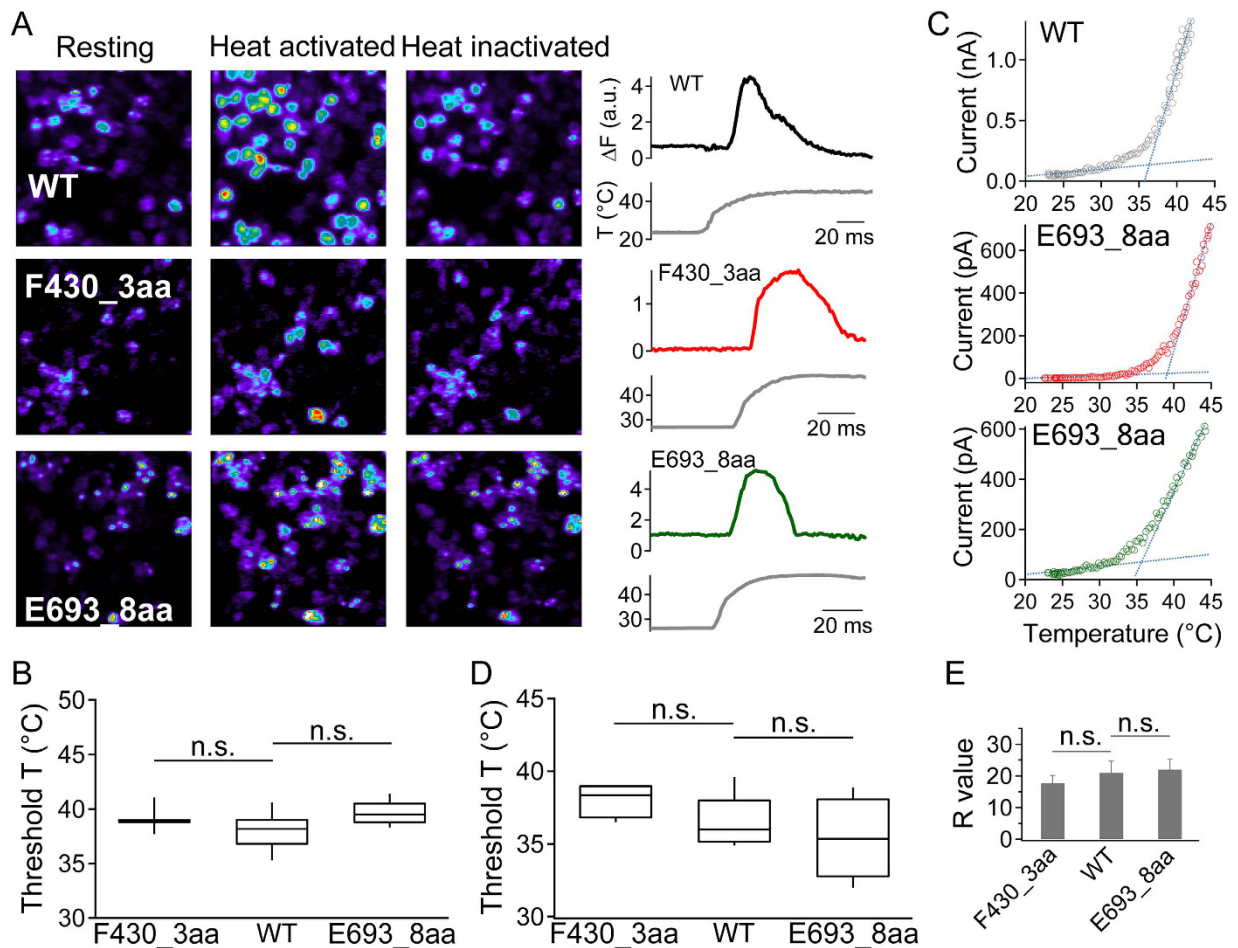 A
Resting
Heat activated
Heat inactivated
WT
F430_3aa
E693_8aa
WT
ΔF (a.u.)
4
2
0
T (°C)
40
20
20 ms
F430_3aa
1
0
40
30
20 ms
E693_8aa
4
2
40
30
20 ms
C
WT
Current (nA)
1.0
0.5
0.0
20 25 30 35 40 45
E693_8aa
Current (pA)
600
400
200
0
20 25 30 35 40 45
E693_8aa
Current (pA)
600
400
200
0
20 25 30 35 40 45
Temperature (°C)
B
Threshold T (°C)
50
45
40
35
30
n.s.
n.s.
F430_3aa WT E693_8aa
D
Threshold T (°C)
45
40
35
30
n.s.
n.s.
F430_3aa WT E693_8aa
E
R value
30
20
10
0
n.s.
n.s.
F430_3aa
WT
E693_8aa